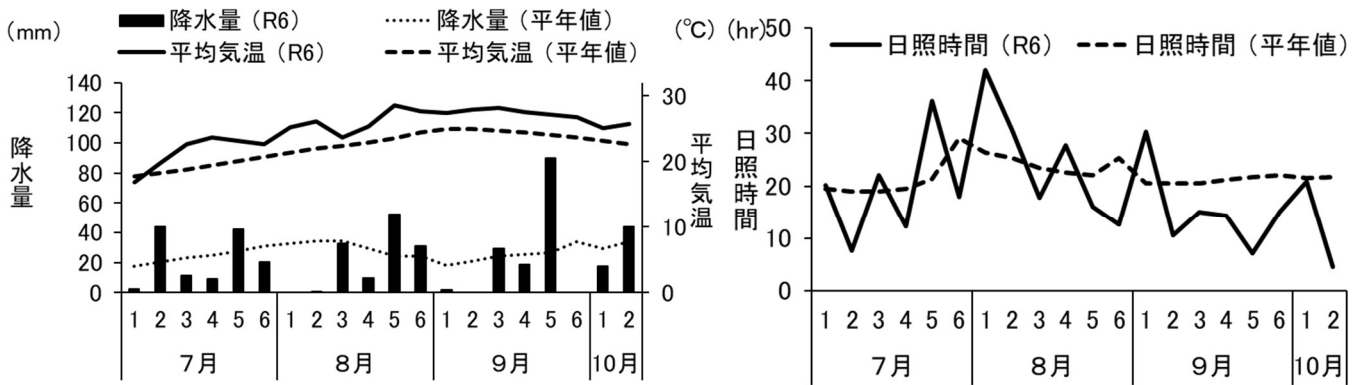 (mm)
降水量（R6）
降水量（平年値）
平均気温（R6）
平均気温（平年値）
(℃)
140
120
100
80
60
40
20
0
降水量
30
20
10
0
平均気温
1 2 3 4 5 6 1 2 3 4 5 6 1 2 3 4 5 6 1 2
7月 8月 9月 10月
(hr)
日照時間（R6）
日照時間（平年値）
50
40
30
20
10
0
日照時間
1 2 3 4 5 6 1 2 3 4 5 6 1 2 3 4 5 6 1 2
7月 8月 9月 10月